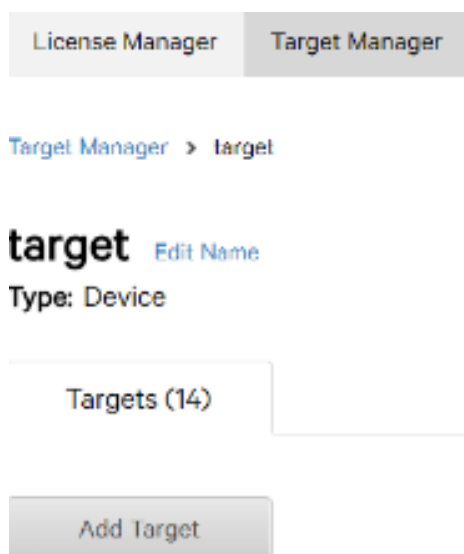 License Manager Target Manager
Target Manager > target
target Edit Name
Type: Device
Targets (14)
Add Target